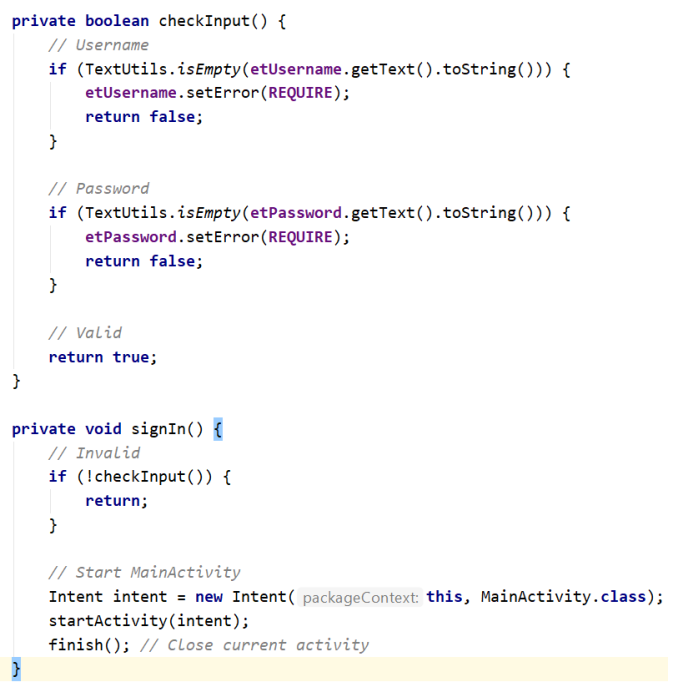 private boolean checkInput() {
// Username
if (TextUtils.isEmpty(etUsername.getText().toString())) {
etUsername.setError(REQUIRE);
return false;
}
// Password
if (TextUtils.isEmpty(etPassword.getText().toString())) {
etPassword.setError(REQUIRE);
return false;
}
// Valid
return true;
}
private void signIn() {
// Invalid
if (!checkInput()) {
return;
}
// Start MainActivity
Intent intent = new Intent( packageContext: this, MainActivity.class);
startActivity(intent);
finish(); // Close current activity
}